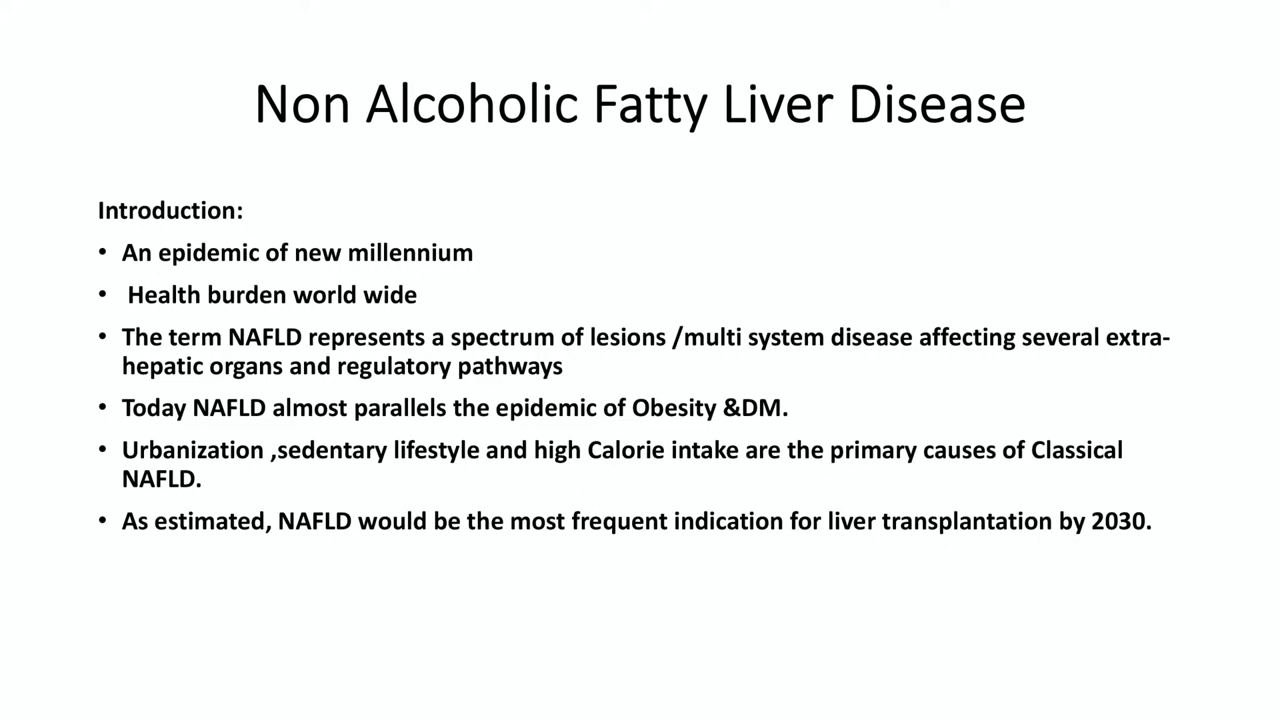 Non Alcoholic Fatty Liver Disease
Introduction:
• An epidemic of new millennium
• Health burden world wide
• The term NAFLD represents a spectrum of lesions /multi system disease affecting several extra-
hepatic organs and regulatory pathways
• Today NAFLD almost parallels the epidemic of Obesity &DM.
• Urbanization ,sedentary lifestyle and high Calorie intake are the primary causes of Classical
NAFLD.
• As estimated, NAFLD would be the most frequent indication for liver transplantation by 2030.